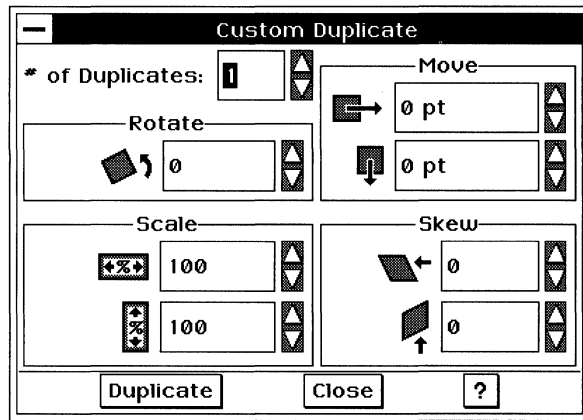 Custom Duplicate
# of Duplicates: 1
Move
0 pt
0 pt
Rotate
0
Scale
%
100
%
100
Skew
0
0
Duplicate
Close
?